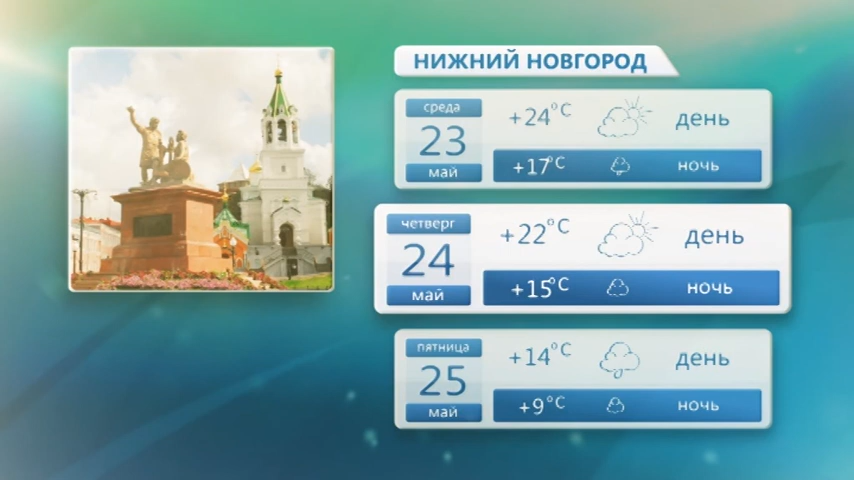 НИЖНИЙ НОВГОРОД
среда
23
май
+24°C день
+17°C ночь
четверг
24
май
+22°C день
+15°C ночь
пятница
25
май
+14°C день
+9°C ночь